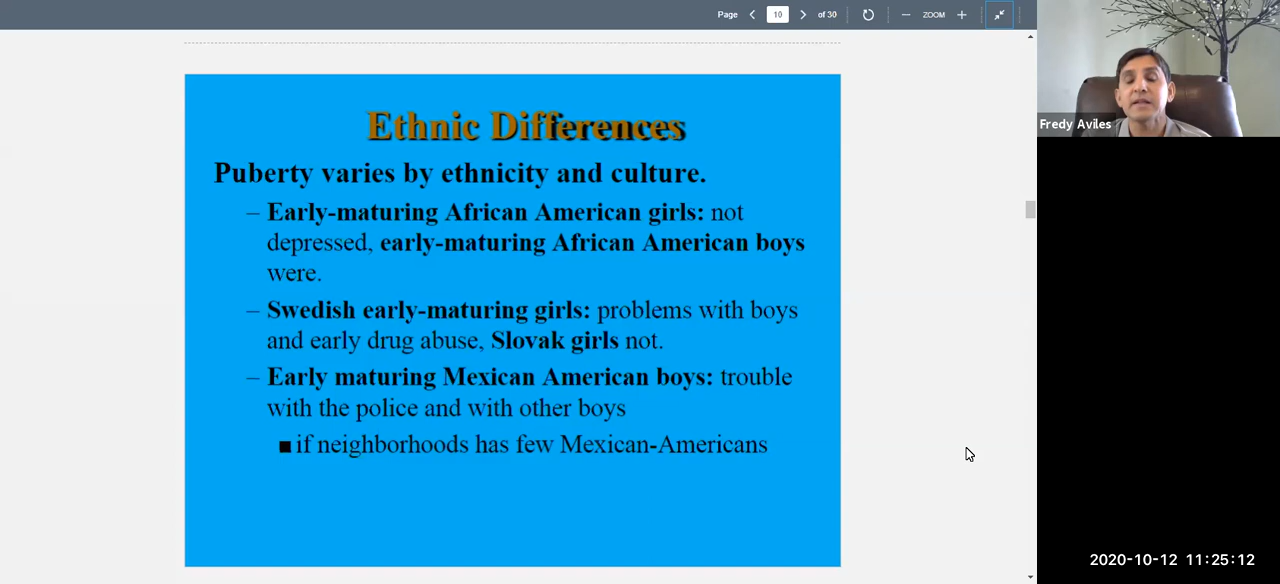 Page 10 of 30 ZOOM
Ethnic Differences
Puberty varies by ethnicity and culture.
– Early-maturing African American girls: not
depressed, early-maturing African American boys
were.
– Swedish early-maturing girls: problems with boys
and early drug abuse, Slovak girls not.
– Early maturing Mexican American boys: trouble
with the police and with other boys
■ if neighborhoods has few Mexican-Americans
Fredy Aviles
2020-10-12 11:25:12